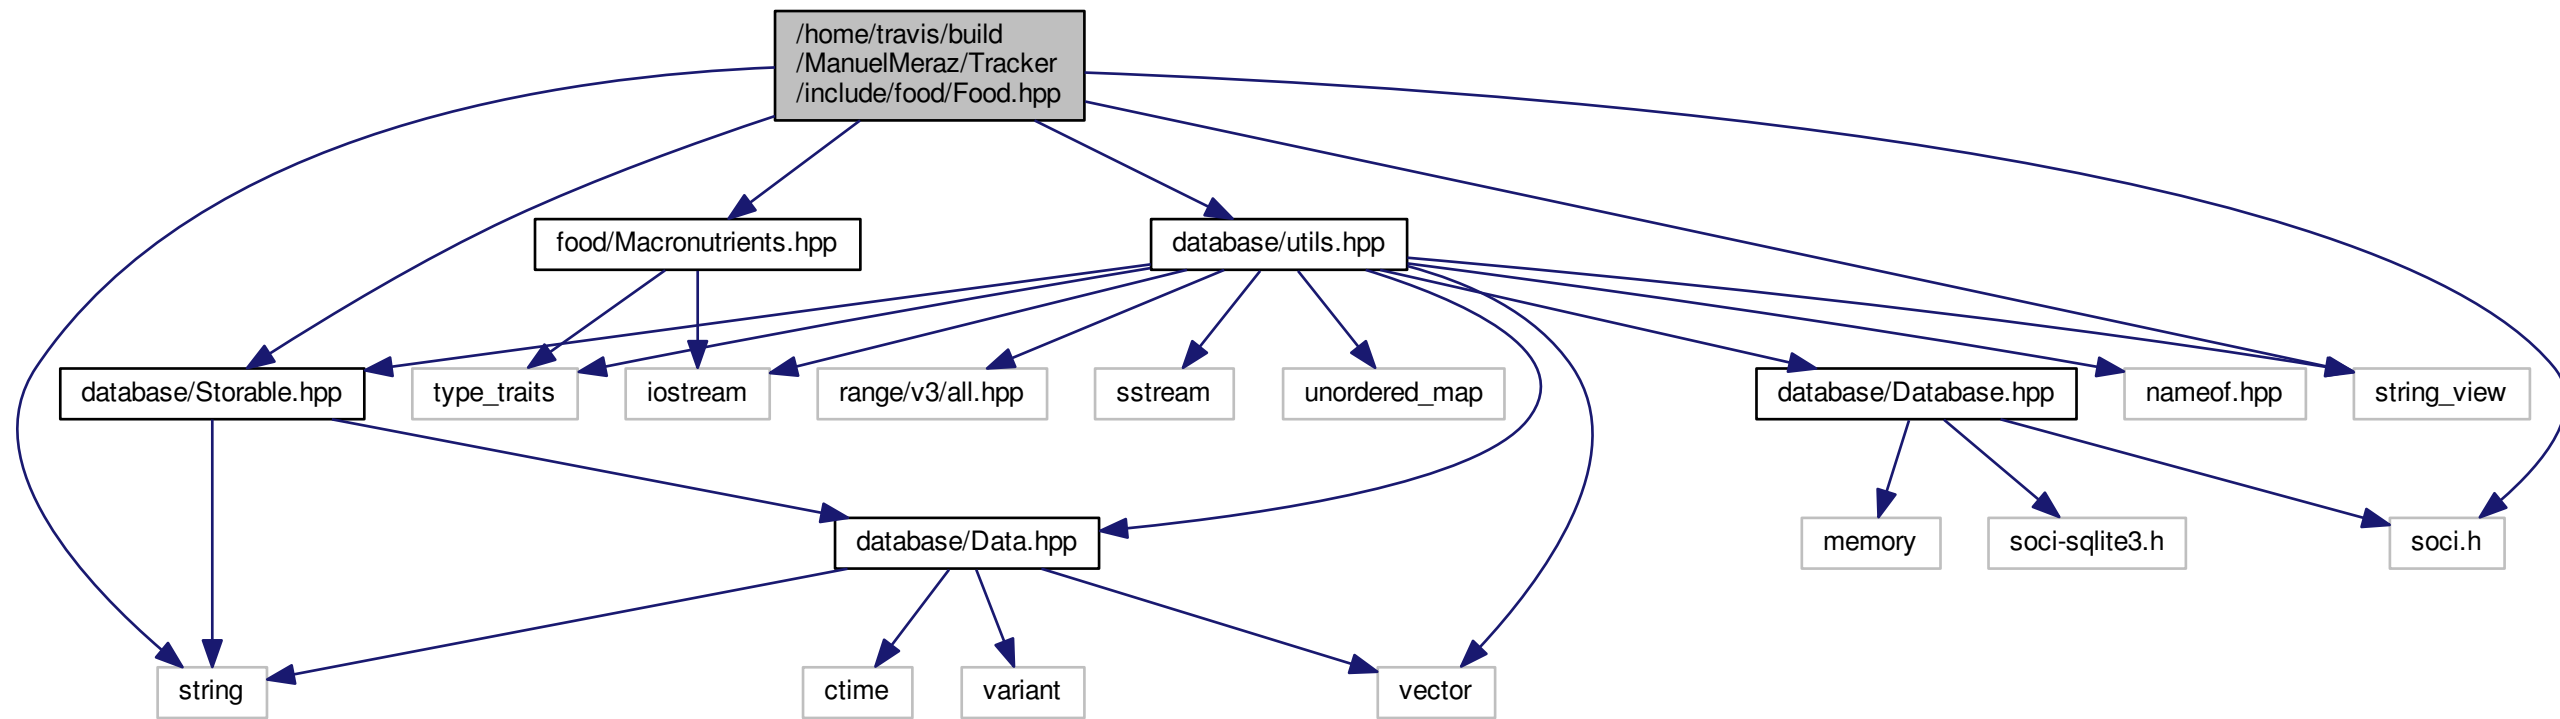 /home/travis/build
/ManuelMeraz/Tracker
/include/food/Food.hpp
food/Macronutrients.hpp
database/utils.hpp
database/Storable.hpp
type_traits
iostream
range/v3/all.hpp
sstream
unordered_map
database/Database.hpp
nameof.hpp
string_view
database/Data.hpp
memory
soci-sqlite3.h
soci.h
string
ctime
variant
vector